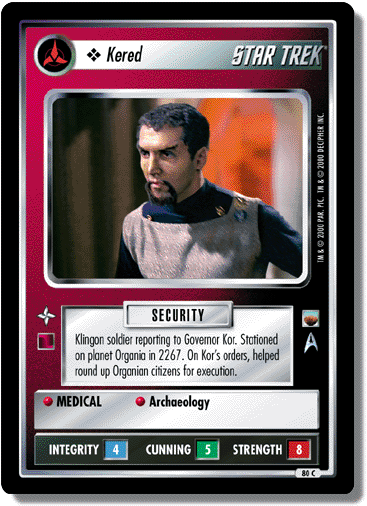 ❖ Kered
STAR TREK
™ & © 2000 PAR. PIC. TM & © 2000 DECIPHER INC.
SECURITY
Klingon soldier reporting to Governor Kor. Stationed
on planet Organia in 2267. On Kor's orders, helped
round up Organian citizens for execution.
MEDICAL Archaeology
INTEGRITY 4 CUNNING 5 STRENGTH 8
80 C